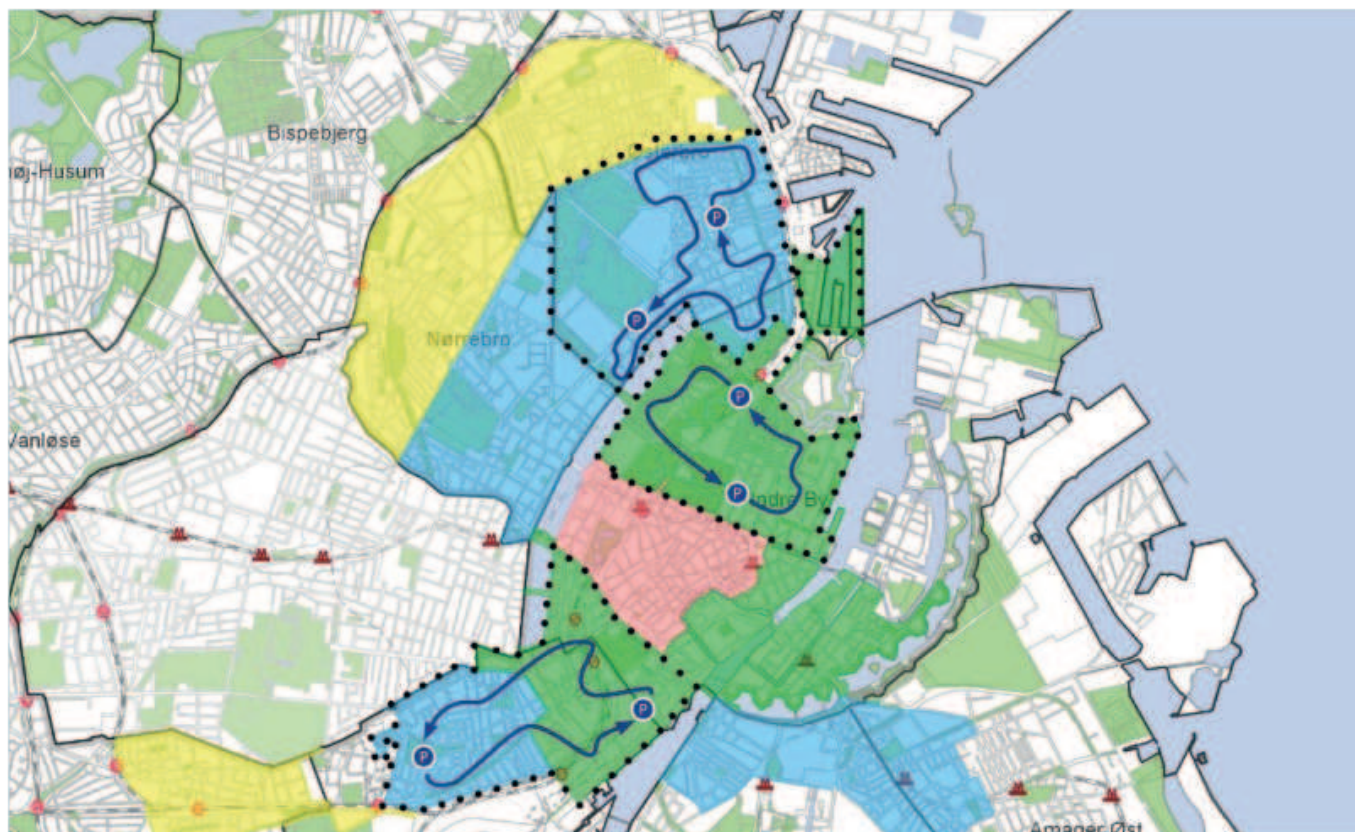 Bispebjerg
øj-Husum
P
P
Nørrebro
P
Vanløse
P
ndre By
P
P
Amager Øst